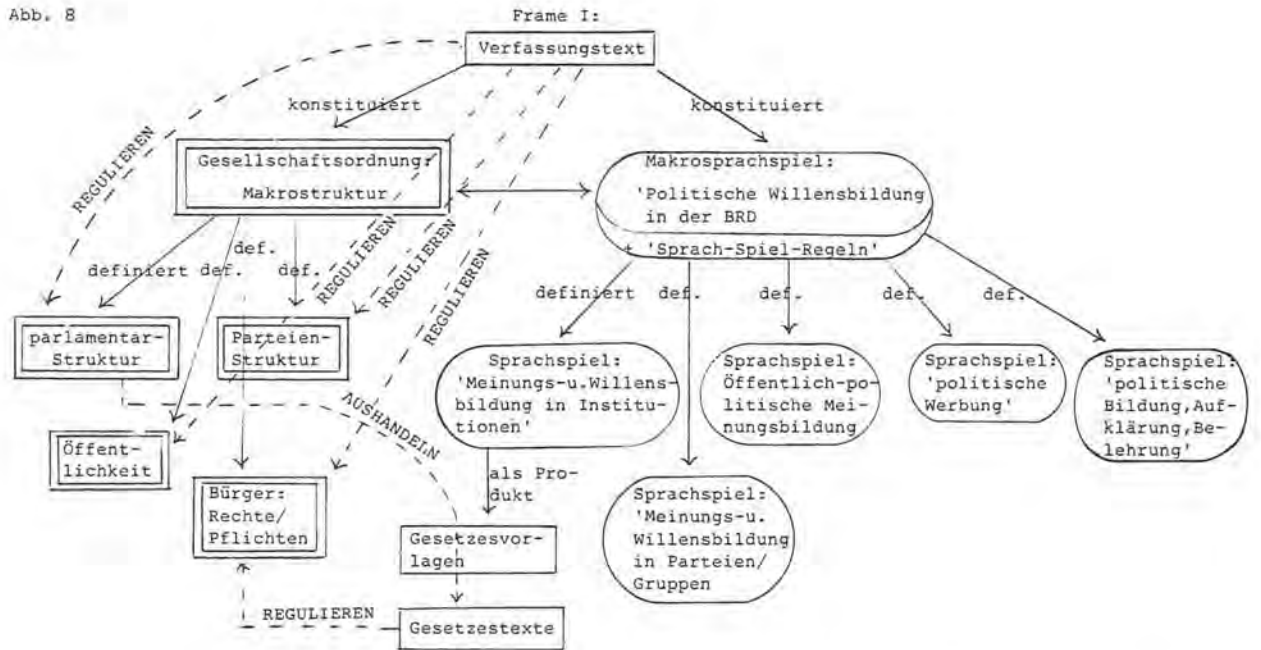 Abb. 8
Frame I:
Verfassungstext
konstituiert
konstituiert
REGULIEREN
Gesellschaftsordnung:
Makrostruktur
Makrosprachspiel:
'Politische Willensbildung
in der BRD
+ 'Sprach-Spiel-Regeln'
REGULIEREN
REGULIEREN
REGULIEREN
REGULIEREN
definiert
def.
def.
def.
definiert
def.
def.
def.
def.
parlamentar-
Struktur
Parteien-
Struktur
Öffent-
lichkeit
Bürger:
Rechte/
Pflichten
AUSHANDELN
Sprachspiel:
'Meinungs-u.Willens-
bildung in Institu-
tionen'
Sprachspiel:
Öffentlich-po-
litische Mei-
nungsbildung
Sprachspiel:
'politische
Werbung'
Sprachspiel:
'politische
Bildung,Auf-
klärung,Be-
lehrung'
als Pro-
dukt
Sprachspiel:
'Meinungs-u.
Willensbildung
in Parteien/
Gruppen
Gesetzesvor-
lagen
REGULIEREN
Gesetzestexte